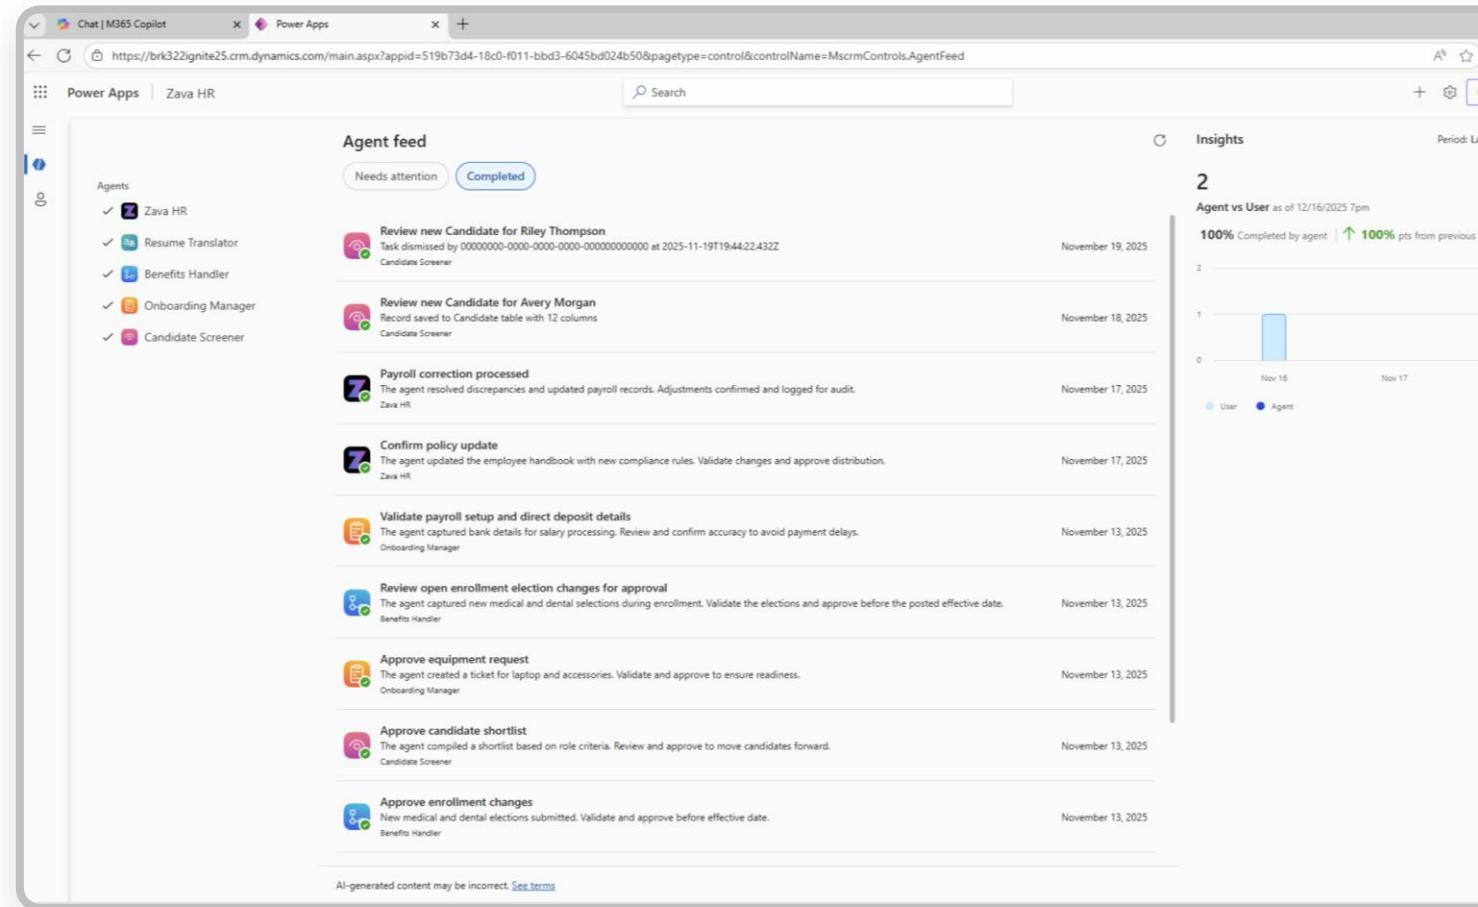 Chat | M365 Copilot
Power Apps
https://brk322ignite25.crm.dynamics.com/main.aspx?appid=519b73d4-18c0-f011-bbd3-6045bd024b50&pagetype=control&controlName=MscrmControls.AgentFeed
Power Apps
Zava HR
Search
Agents
Zava HR
Resume Translator
Benefits Handler
Onboarding Manager
Candidate Screener
Agent feed
Needs attention
Completed
Review new Candidate for Riley Thompson
Task dismissed by 00000000-0000-0000-0000-000000000000 at 2025-11-19T19:44:22.432Z
Candidate Screener
November 19, 2025
Review new Candidate for Avery Morgan
Record saved to Candidate table with 12 columns
Candidate Screener
November 18, 2025
Payroll correction processed
The agent resolved discrepancies and updated payroll records. Adjustments confirmed and logged for audit.
Zava HR
November 17, 2025
Confirm policy update
The agent updated the employee handbook with new compliance rules. Validate changes and approve distribution.
Zava HR
November 17, 2025
Validate payroll setup and direct deposit details
The agent captured bank details for salary processing. Review and confirm accuracy to avoid payment delays.
Onboarding Manager
November 13, 2025
Review open enrollment election changes for approval
The agent captured new medical and dental selections during enrollment. Validate the elections and approve before the posted effective date.
Benefits Handler
November 13, 2025
Approve equipment request
The agent created a ticket for laptop and accessories. Validate and approve to ensure readiness.
Onboarding Manager
November 13, 2025
Approve candidate shortlist
The agent compiled a shortlist based on role criteria. Review and approve to move candidates forward.
Candidate Screener
November 13, 2025
Approve enrollment changes
New medical and dental elections submitted. Validate and approve before effective date.
Benefits Handler
November 13, 2025
AI-generated content may be incorrect. See terms
Insights
Period: La
2
Agent vs User as of 12/16/2025 7pm
100% Completed by agent
100% pts from previous
2
1
0
Nov 16
Nov 17
User
Agent